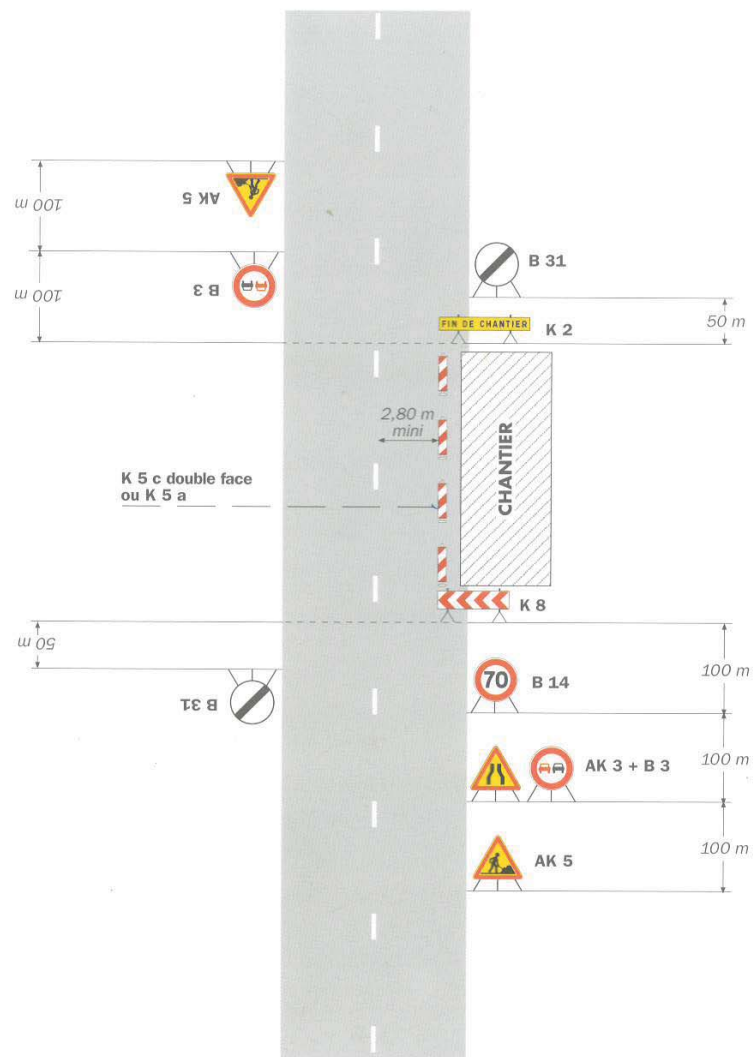 AK 5
100 m
B 3
100 m
B 31
50 m
FIN DE CHANTIER
K 2
2,80 m
mini
K 5 c double face
ou K 5 a
CHANTIER
K 8
50 m
B 31
70
B 14
100 m
AK 3 + B 3
100 m
AK 5
100 m